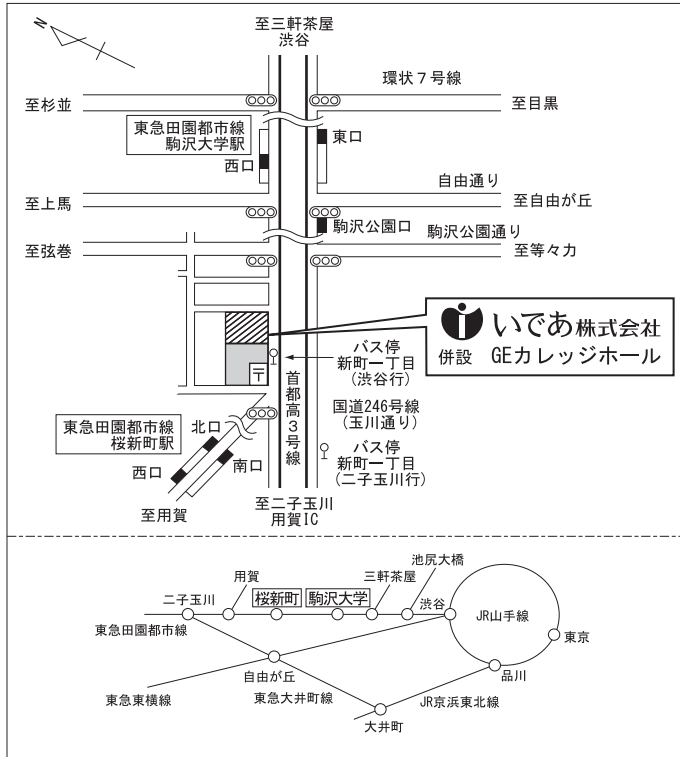 N
至三軒茶屋
渋谷
環状７号線
至杉並
至目黒
東急田園都市線
駒沢大学駅
東口
西口
自由通り
至上馬
至自由が丘
駒沢公園口
駒沢公園通り
至弦巻
至等々力
いであ株式会社
併設 GEカレッジホール
バス停
新町一丁目
(渋谷行)
〒
首都高３号線
国道246号線
(玉川通り)
東急田園都市線
桜新町駅
北口
バス停
新町一丁目
(二子玉川行)
西口
南口
至用賀
至二子玉川
用賀IC
池尻大橋
用賀
三軒茶屋
二子玉川
桜新町
駒沢大学
渋谷
JR山手線
東急田園都市線
東京
自由が丘
品川
東急東横線
東急大井町線
JR京浜東北線
大井町